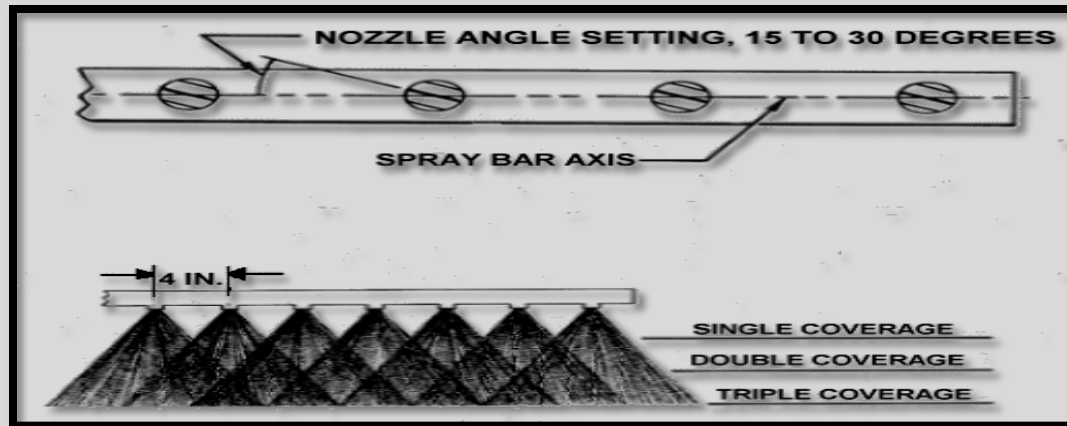 NOZZLE ANGLE SETTING, 15 TO 30 DEGREES
SPRAY BAR AXIS
4 IN.
SINGLE COVERAGE
DOUBLE COVERAGE
TRIPLE COVERAGE